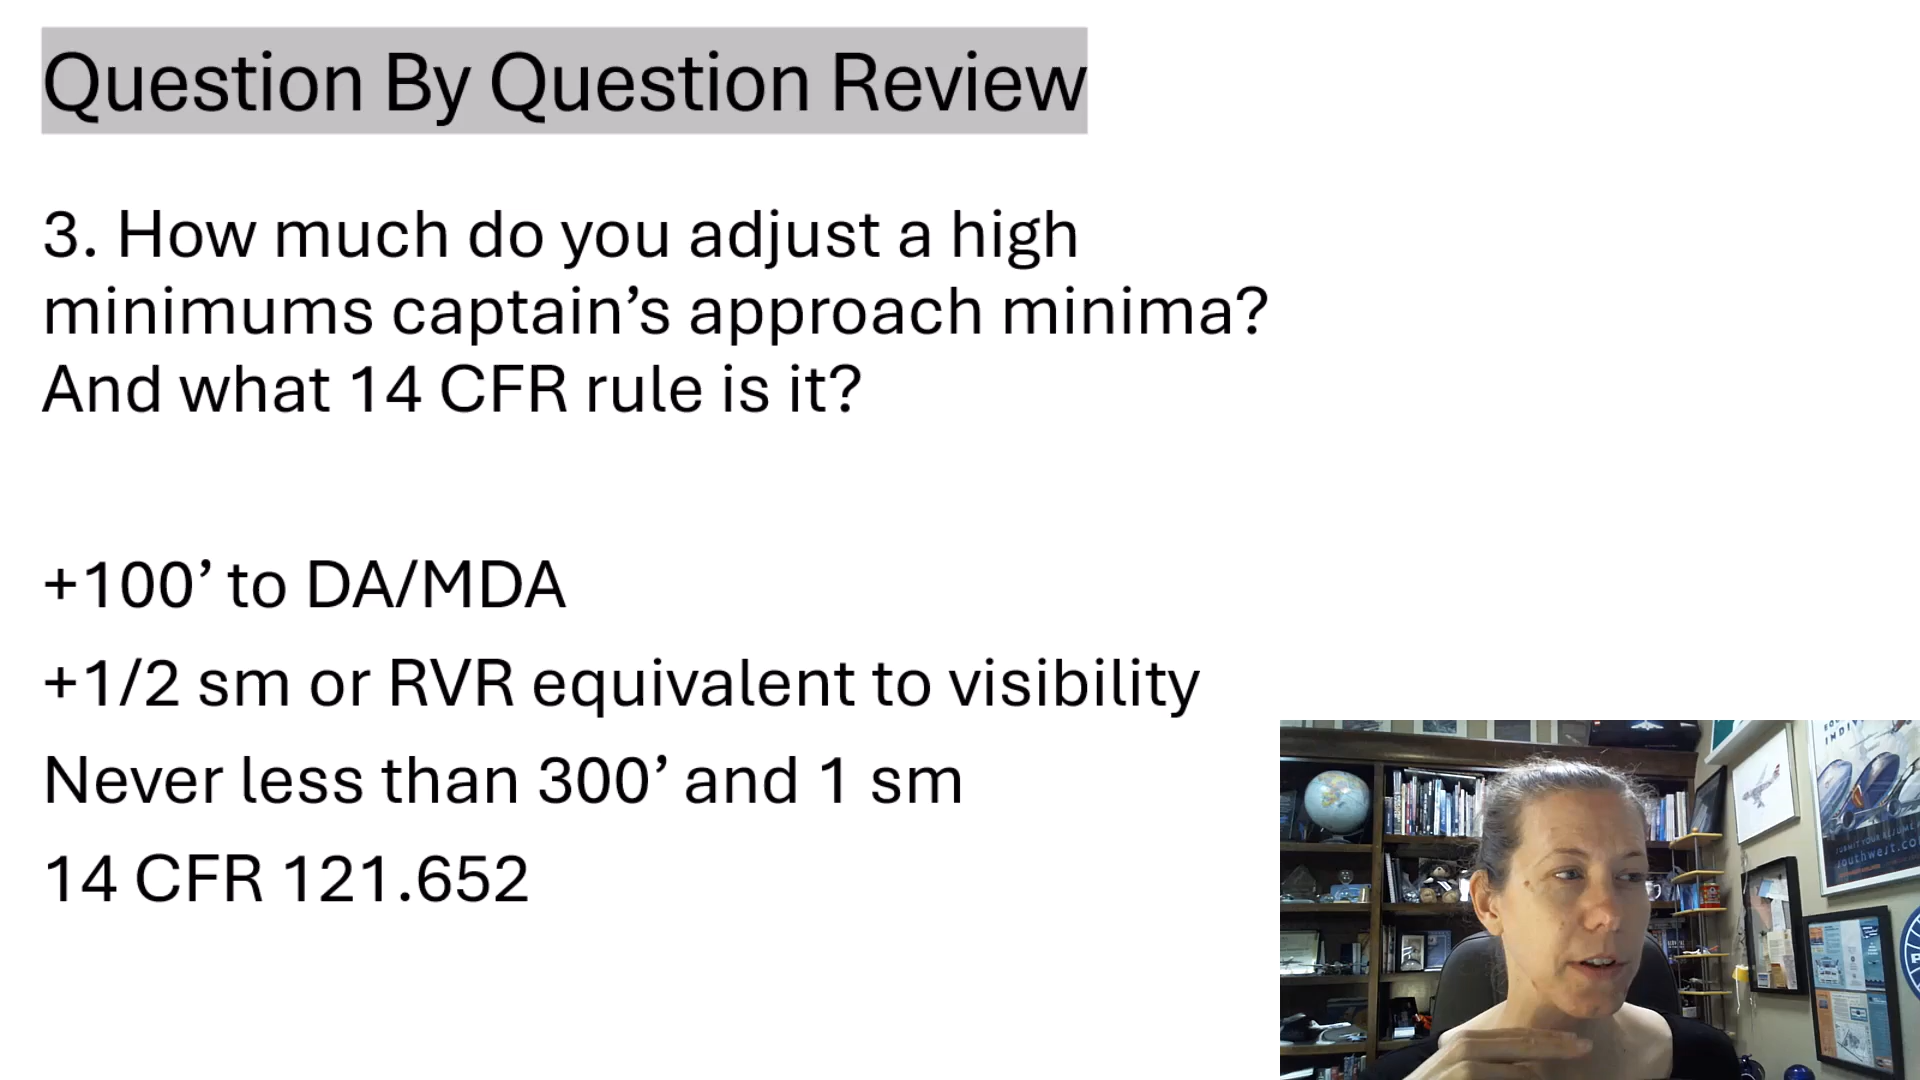 Question By Question Review
3. How much do you adjust a high
minimums captain’s approach minima?
And what 14 CFR rule is it?
+100’ to DA/MDA
+1/2 sm or RVR equivalent to visibility
Never less than 300’ and 1 sm
14 CFR 121.652
southwest.co